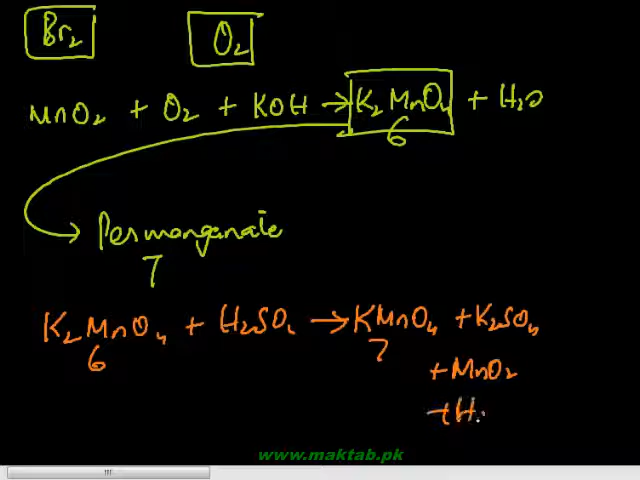 Br₂ O₂
MnO₂ + O₂ + KOH → K₂MnO₄ + H₂O
6
Permanganate
7
K₂MnO₄ + H₂SO₄ → KMnO₄ + K₂SO₄
6 7
+ MnO₂
+ H
www.maktab.pk